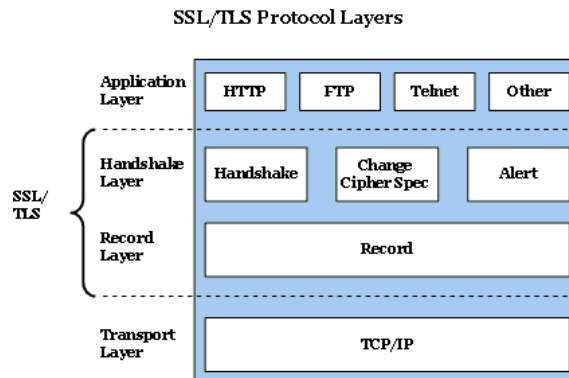 SSL/TLS Protocol Layers
Application
Layer
HTTP
FTP
Telnet
Other
SSL/
TLS
Handshake
Layer
Handshake
Change
Cipher Spec
Alert
Record
Layer
Record
Transport
Layer
TCP/IP